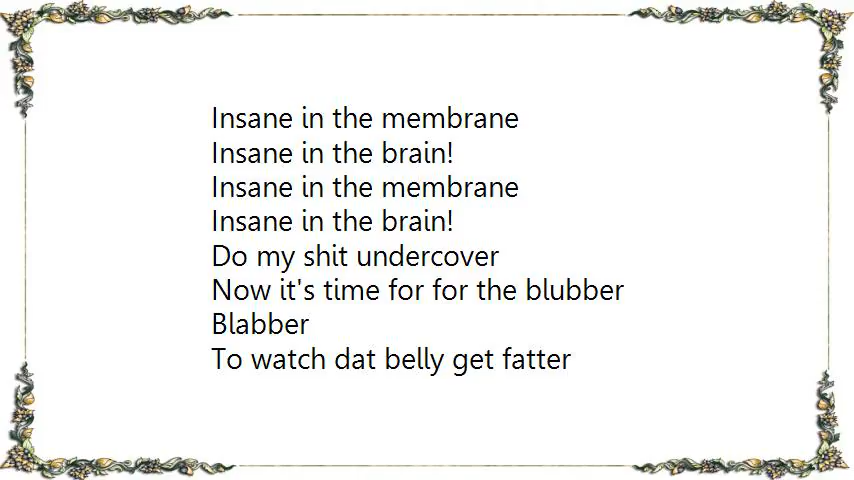 Insane in the membrane
Insane in the brain!
Insane in the membrane
Insane in the brain!
Do my shit undercover
Now it's time for for the blubber
Blabber
To watch dat belly get fatter